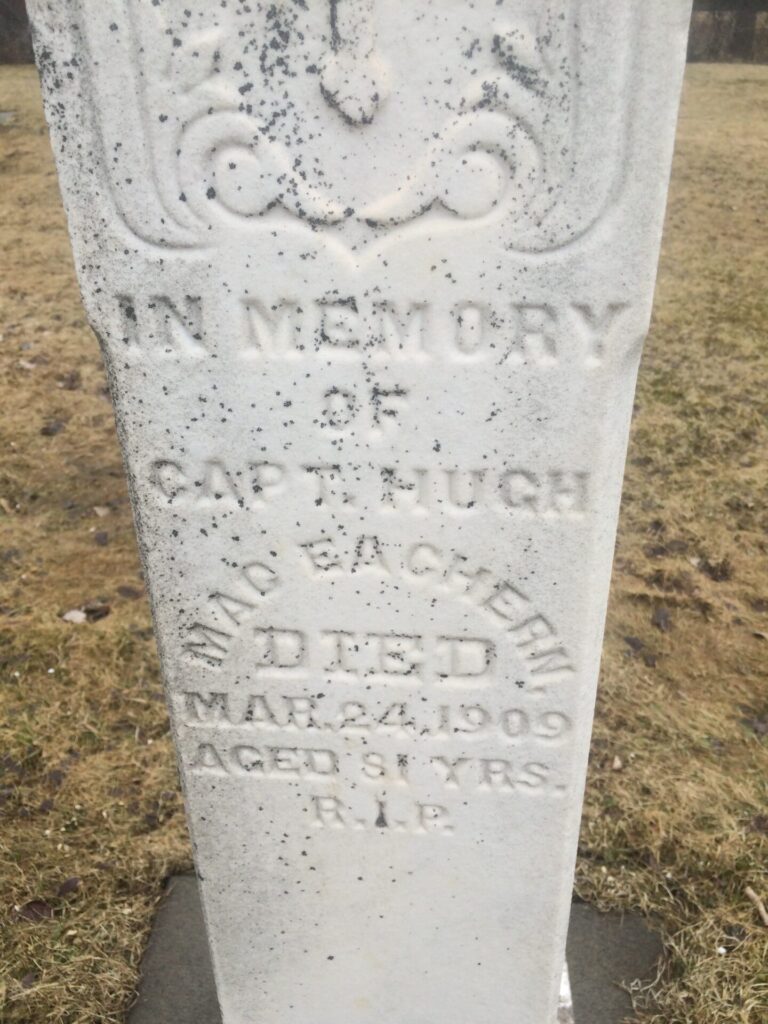 IN MEMORY
OF
CAPT. HUGH
MAC EACHERN,
DIED
MAR. 24, 1909
AGED 81 YRS.
R.I.P.